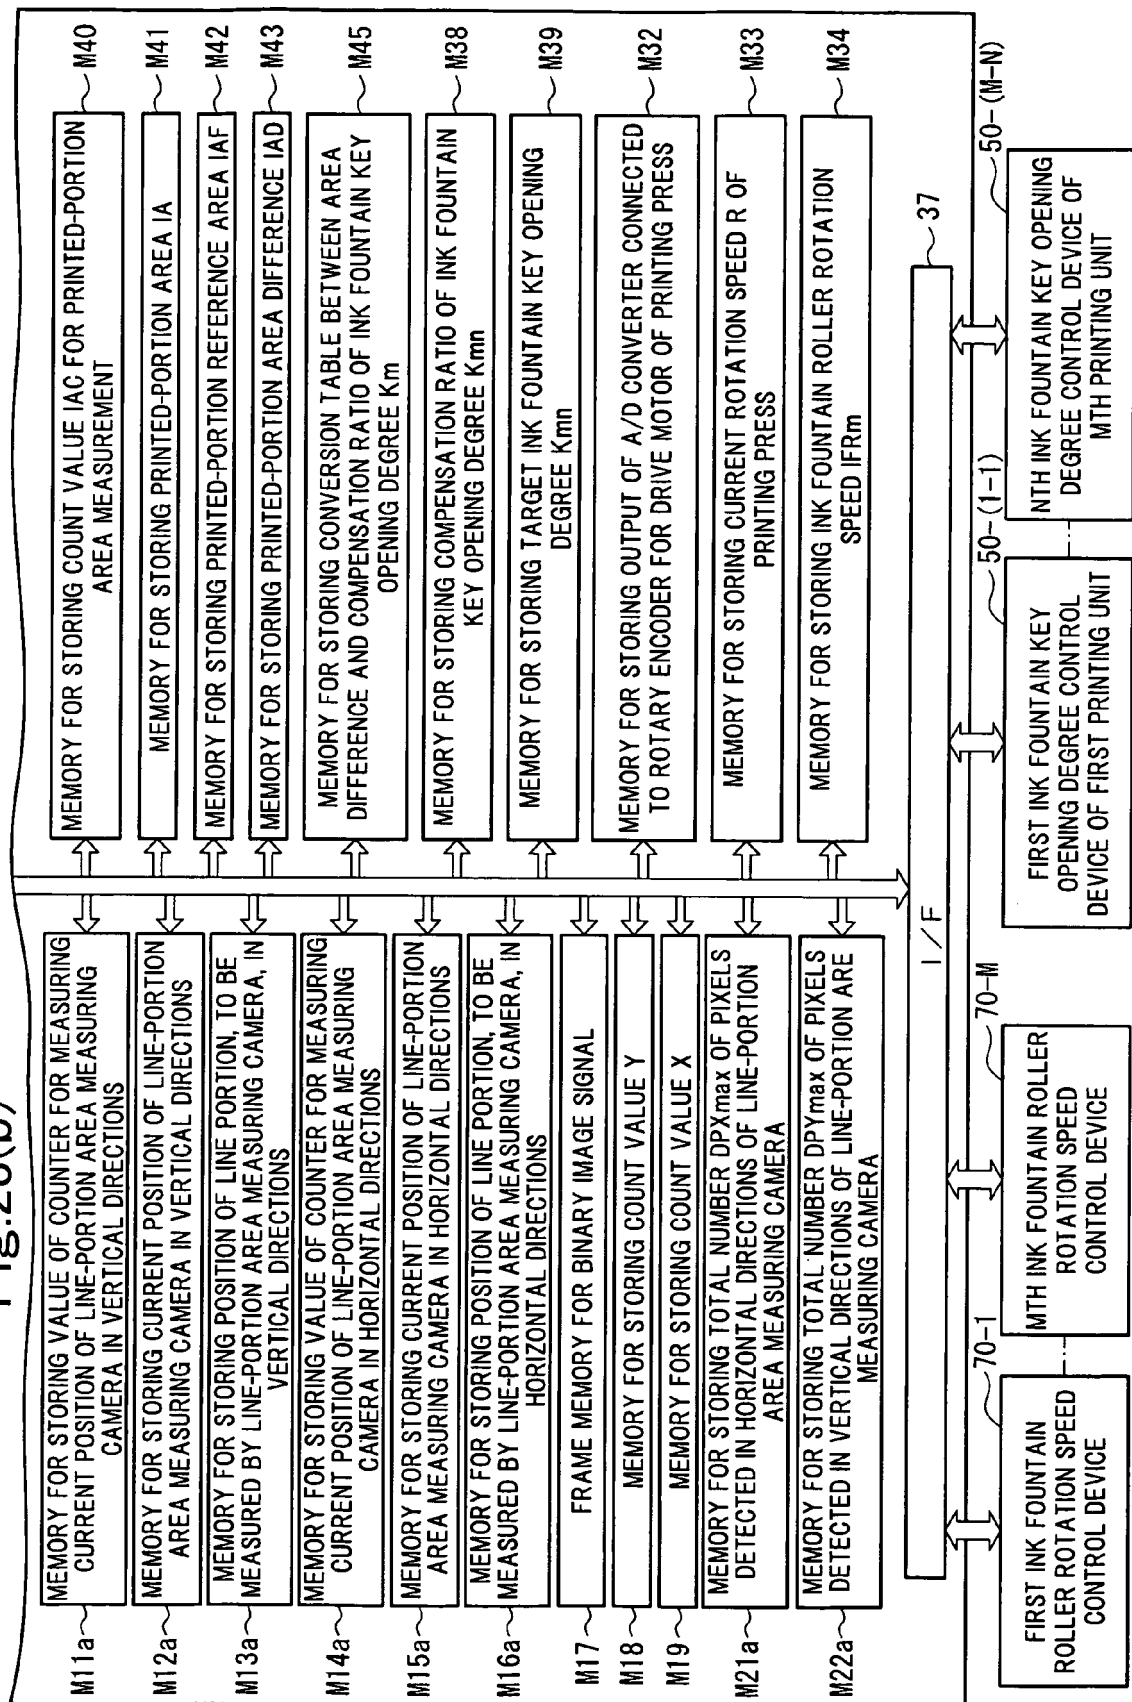 Fig.26(b)
M11a
MEMORY FOR STORING VALUE OF COUNTER FOR MEASURING
CURRENT POSITION OF LINE-PORTION AREA MEASURING
CAMERA IN VERTICAL DIRECTIONS
M12a
MEMORY FOR STORING CURRENT POSITION OF LINE-PORTION
AREA MEASURING CAMERA IN VERTICAL DIRECTIONS
M13a
MEMORY FOR STORING POSITION OF LINE PORTION, TO BE
MEASURED BY LINE-PORTION AREA MEASURING CAMERA, IN
VERTICAL DIRECTIONS
M14a
MEMORY FOR STORING VALUE OF COUNTER FOR MEASURING
CURRENT POSITION OF LINE-PORTION AREA MEASURING
CAMERA IN HORIZONTAL DIRECTIONS
M15a
MEMORY FOR STORING CURRENT POSITION OF LINE-PORTION
AREA MEASURING CAMERA IN HORIZONTAL DIRECTIONS
M16a
MEMORY FOR STORING POSITION OF LINE PORTION, TO BE
MEASURED BY LINE-PORTION AREA MEASURING CAMERA, IN
HORIZONTAL DIRECTIONS
M17
FRAME MEMORY FOR BINARY IMAGE SIGNAL
M18
MEMORY FOR STORING COUNT VALUE Y
M19
MEMORY FOR STORING COUNT VALUE X
M21a
MEMORY FOR STORING TOTAL NUMBER DPXmax OF PIXELS
DETECTED IN HORIZONTAL DIRECTIONS OF LINE-PORTION
AREA MEASURING CAMERA
M22a
MEMORY FOR STORING TOTAL NUMBER DPYmax OF PIXELS
DETECTED IN VERTICAL DIRECTIONS OF LINE-PORTION ARE
MEASURING CAMERA
MEMORY FOR STORING COUNT VALUE IAC FOR PRINTED-PORTION
AREA MEASUREMENT
M40
MEMORY FOR STORING PRINTED-PORTION AREA IA
M41
MEMORY FOR STORING PRINTED-PORTION REFERENCE AREA IAF
M42
MEMORY FOR STORING PRINTED-PORTION AREA DIFFERENCE IAD
M43
MEMORY FOR STORING CONVERSION TABLE BETWEEN AREA
DIFFERENCE AND COMPENSATION RATIO OF INK FOUNTAIN KEY
OPENING DEGREE Km
M45
MEMORY FOR STORING COMPENSATION RATIO OF INK FOUNTAIN
KEY OPENING DEGREE Kmn
M38
MEMORY FOR STORING TARGET INK FOUNTAIN KEY OPENING
DEGREE Kmn
M39
MEMORY FOR STORING OUTPUT OF A/D CONVERTER CONNECTED
TO ROTARY ENCODER FOR DRIVE MOTOR OF PRINTING PRESS
M32
MEMORY FOR STORING CURRENT ROTATION SPEED R OF
PRINTING PRESS
M33
MEMORY FOR STORING INK FOUNTAIN ROLLER ROTATION
SPEED IFRm
M34
I/F
37
70-1
FIRST INK FOUNTAIN
ROLLER ROTATION SPEED
CONTROL DEVICE
70-M
MTH INK FOUNTAIN ROLLER
ROTATION SPEED
CONTROL DEVICE
50-(1-1)
FIRST INK FOUNTAIN KEY
OPENING DEGREE CONTROL
DEVICE OF FIRST PRINTING UNIT
50-(M-N)
NTH INK FOUNTAIN KEY OPENING
DEGREE CONTROL DEVICE OF
MTH PRINTING UNIT